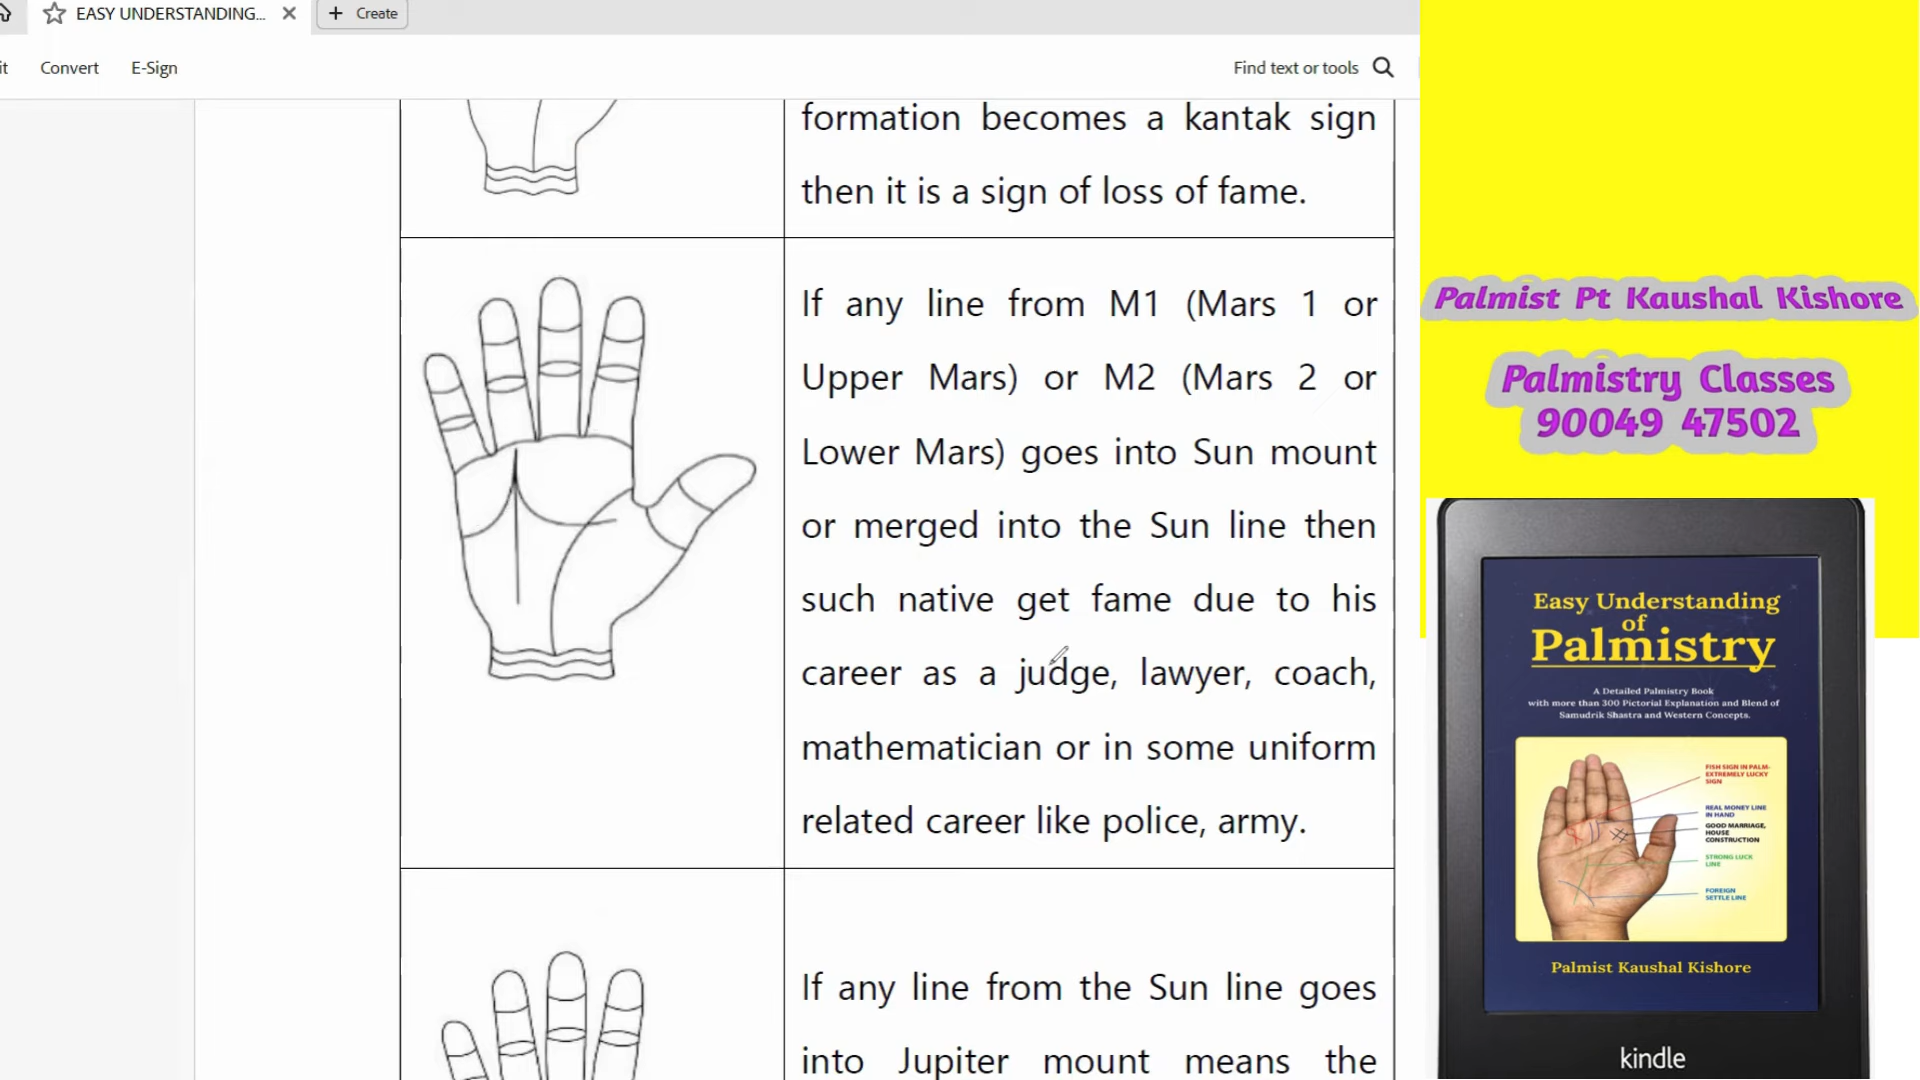 EASY UNDERSTANDING...
Create
it
Convert
E-Sign
Find text or tools
formation becomes a kantak sign
then it is a sign of loss of fame.
If any line from M1 (Mars 1 or
Upper Mars) or M2 (Mars 2 or
Lower Mars) goes into Sun mount
or merged into the Sun line then
such native get fame due to his
career as a judge, lawyer, coach,
mathematician or in some uniform
related career like police, army.
If any line from the Sun line goes
into Jupiter mount means the
Palmist Pt Kaushal Kishore
Palmistry Classes
90049 47502
Easy Understanding
of
Palmistry
A Detailed Palmistry Book
with more than 300 Pictorial Explanation and Blend of
Samudrik Shastra and Western Concepts.
FISH SIGN IN PALM-
EXTREMELY LUCKY
SIGN
REAL MONEY LINE
IN HAND
GOOD MARRIAGE,
HOUSE
CONSTRUCTION
STRONG LUCK
LINE
FOREIGN
SETTLE LINE
Palmist Kaushal Kishore
kindle